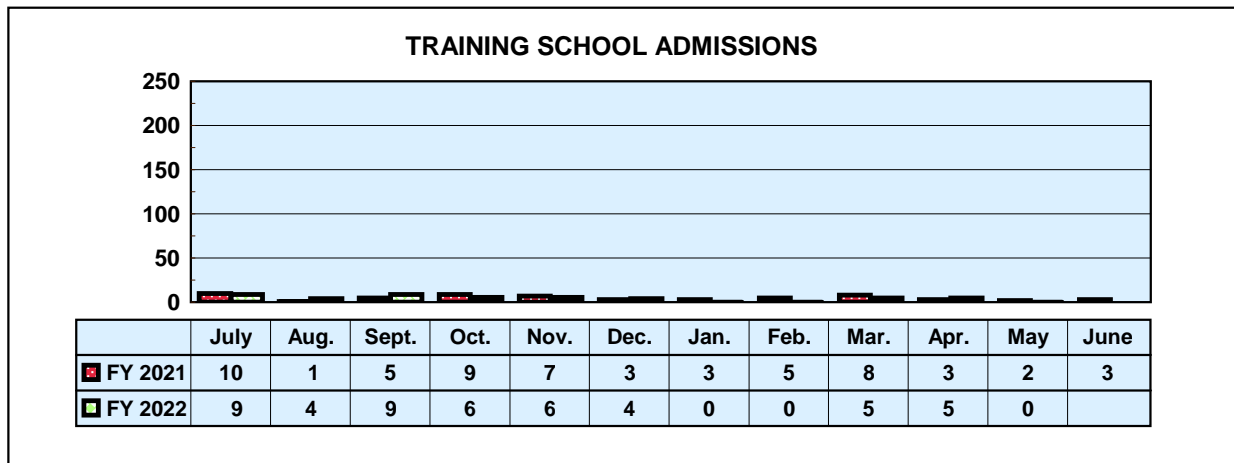 TRAINING SCHOOL ADMISSIONS
250
200
150
100
50
0
July Aug. Sept. Oct. Nov. Dec. Jan. Feb. Mar. Apr. May June
FY 2021 10 1 5 9 7 3 3 5 8 3 2 3
FY 2022 9 4 9 6 6 4 0 0 5 5 0